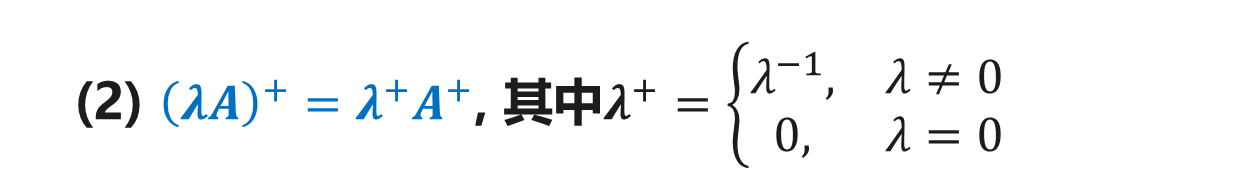 (2) (λA)⁺ = λ⁺A⁺, 其中λ⁺ = { λ⁻¹, λ ≠ 0
0, λ = 0